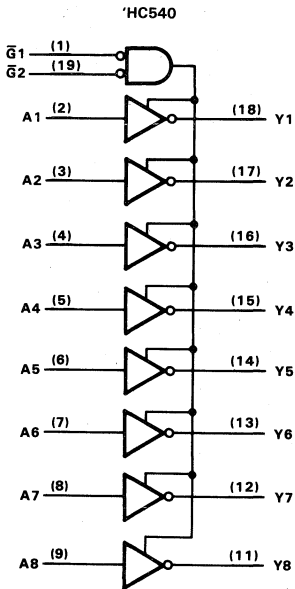 'HC540
G̅1 (1)
G̅2 (19)
A1 (2) (18) Y1
A2 (3) (17) Y2
A3 (4) (16) Y3
A4 (5) (15) Y4
A5 (6) (14) Y5
A6 (7) (13) Y6
A7 (8) (12) Y7
A8 (9) (11) Y8